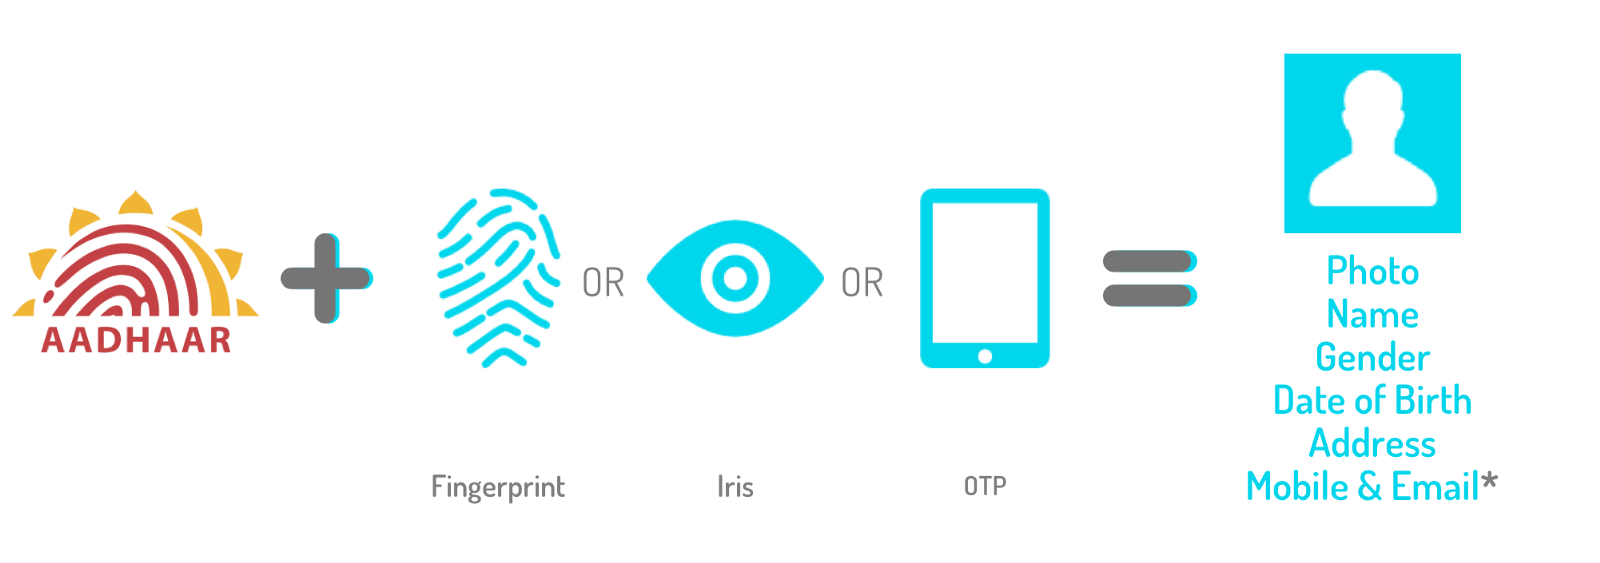 AADHAAR
OR
OR
Fingerprint
Iris
OTP
Photo
Name
Gender
Date of Birth
Address
Mobile & Email*